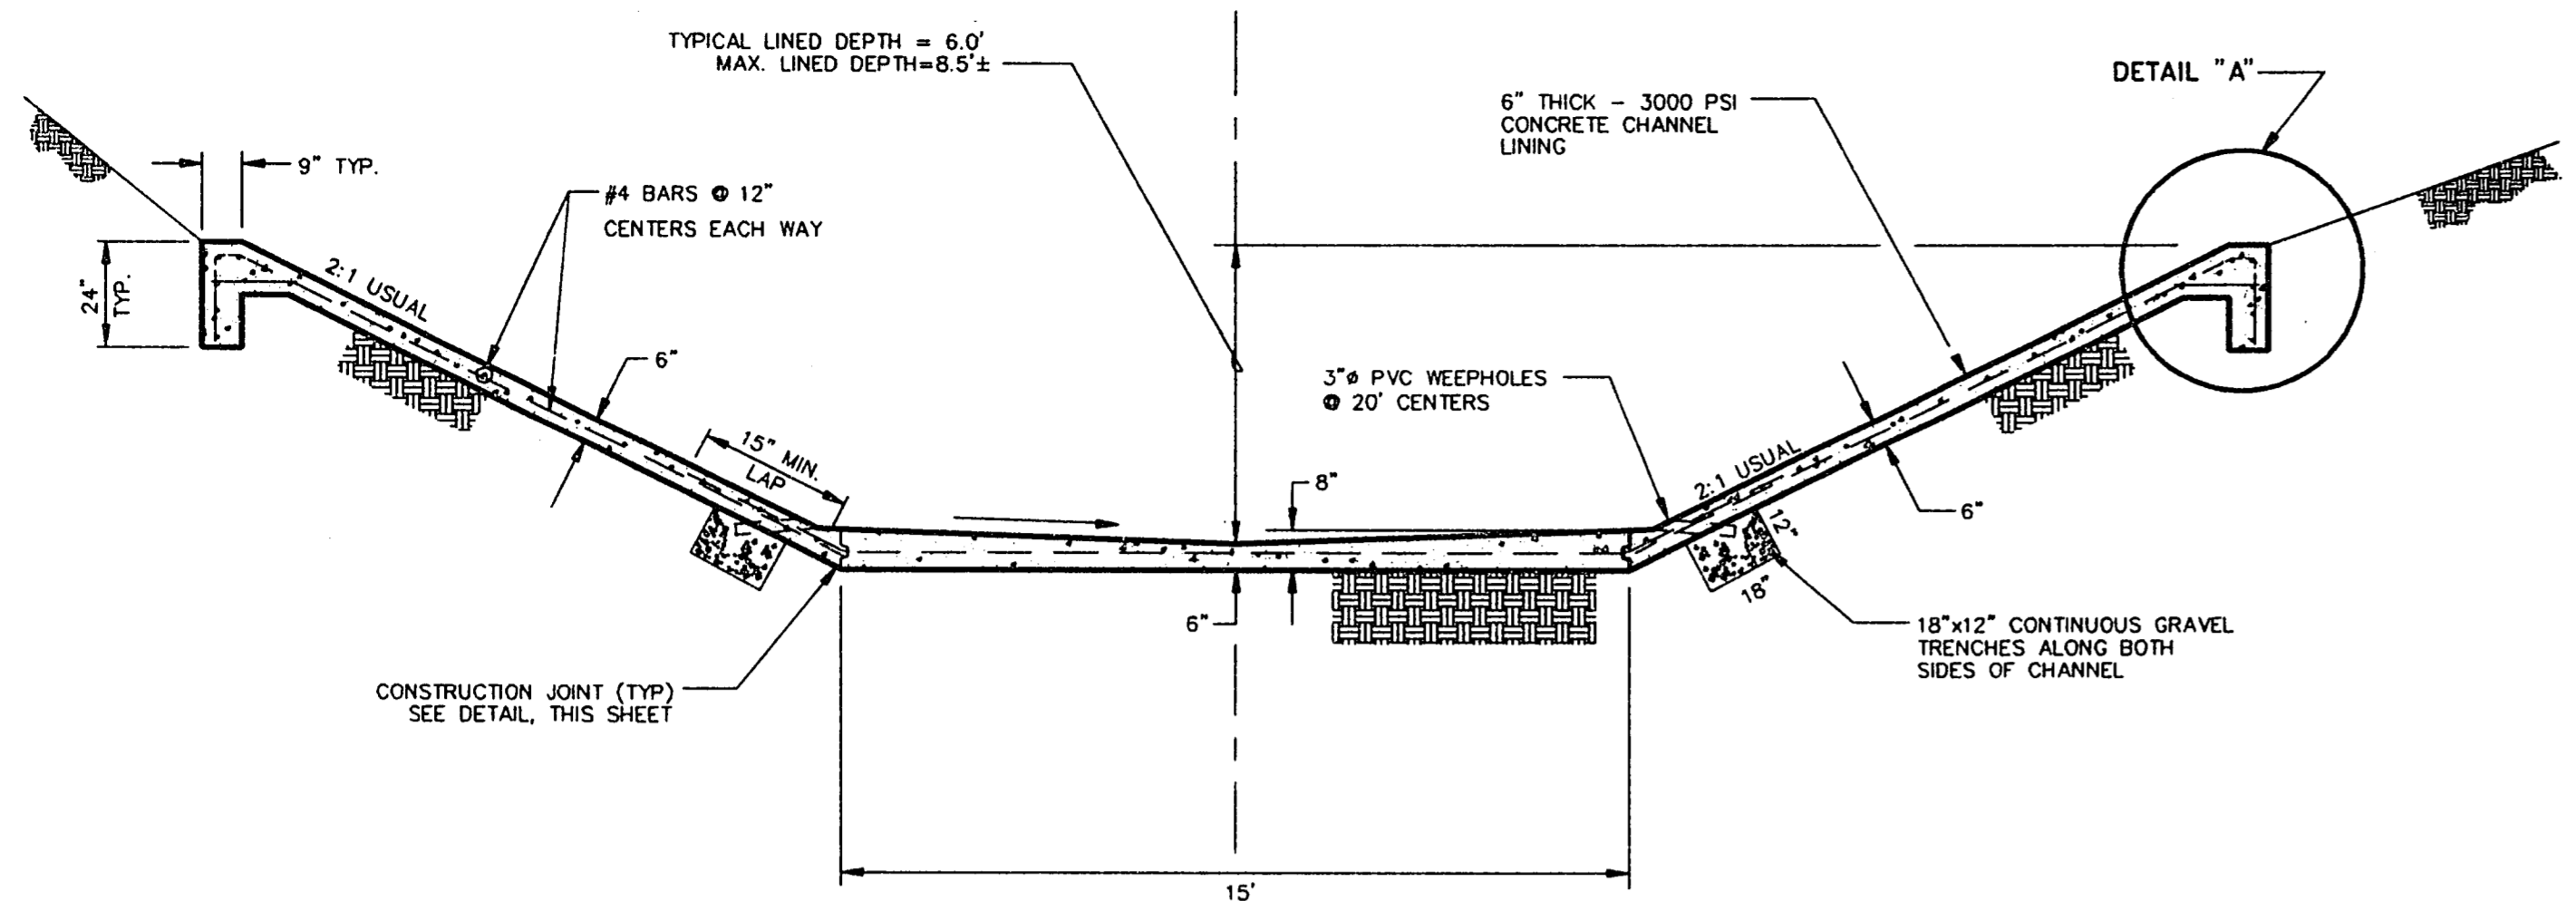 TYPICAL LINED DEPTH = 6.0'
MAX. LINED DEPTH=8.5'±
DETAIL "A"
6" THICK - 3000 PSI
CONCRETE CHANNEL
LINING
9" TYP.
#4 BARS @ 12"
CENTERS EACH WAY
24"
TYP.
2:1 USUAL
6"
3"ø PVC WEEPHOLES
@ 20' CENTERS
15" MIN.
LAP
2:1 USUAL
8"
6"
12"
18"
6"
18"x12" CONTINUOUS GRAVEL
TRENCHES ALONG BOTH
SIDES OF CHANNEL
CONSTRUCTION JOINT (TYP)
SEE DETAIL, THIS SHEET
15'